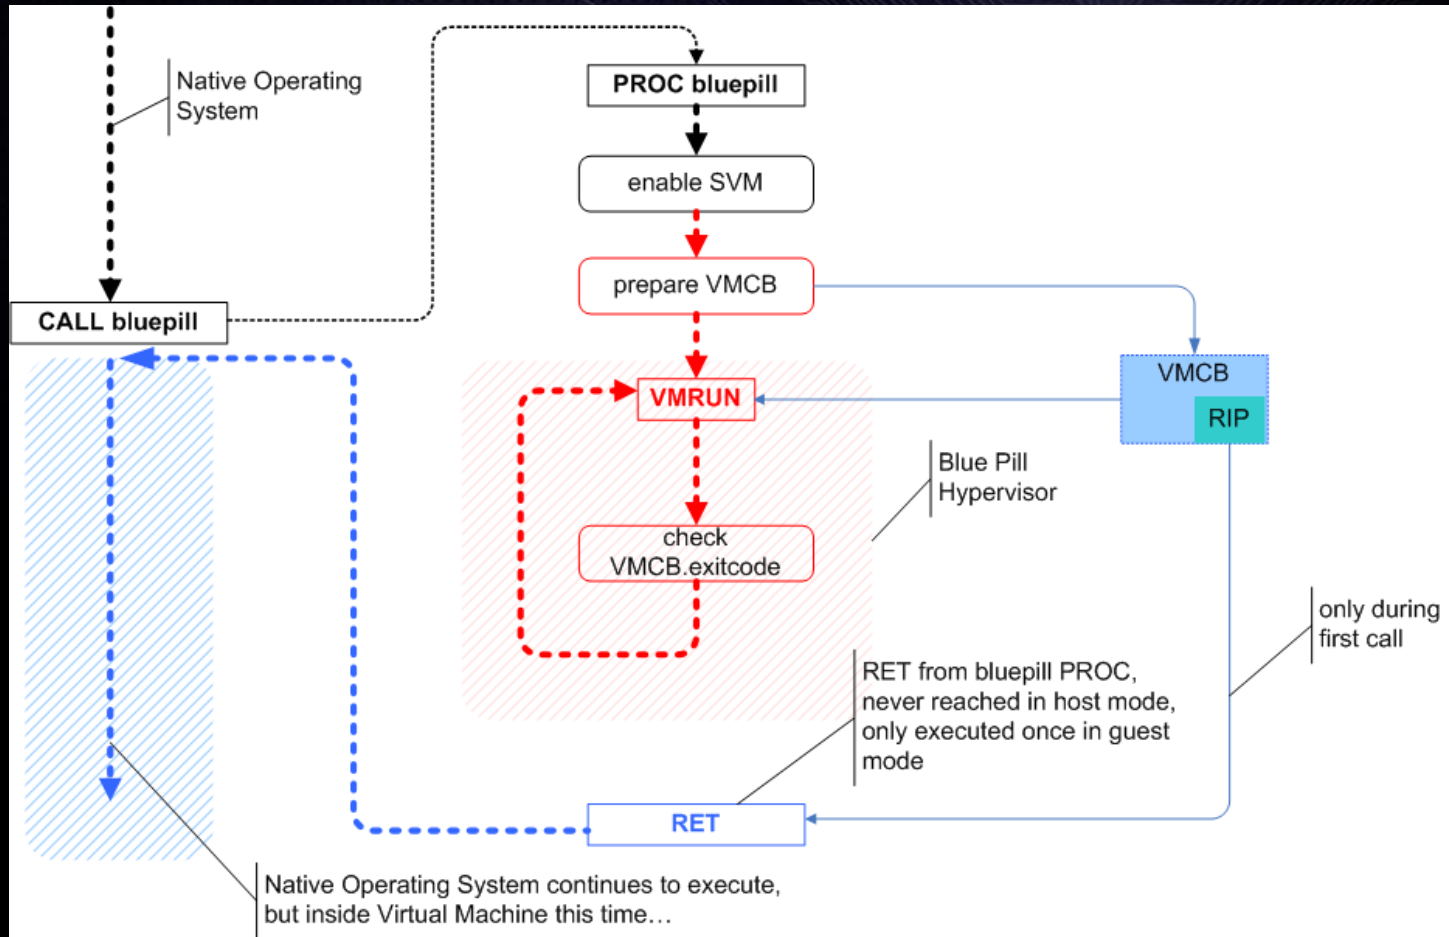 Native Operating
System
PROC bluepill
enable SVM
prepare VMCB
CALL bluepill
VMCB
RIP
VMRUN
Blue Pill
Hypervisor
check
VMCB.exitcode
only during
first call
RET from bluepill PROC,
never reached in host mode,
only executed once in guest
mode
RET
Native Operating System continues to execute,
but inside Virtual Machine this time…